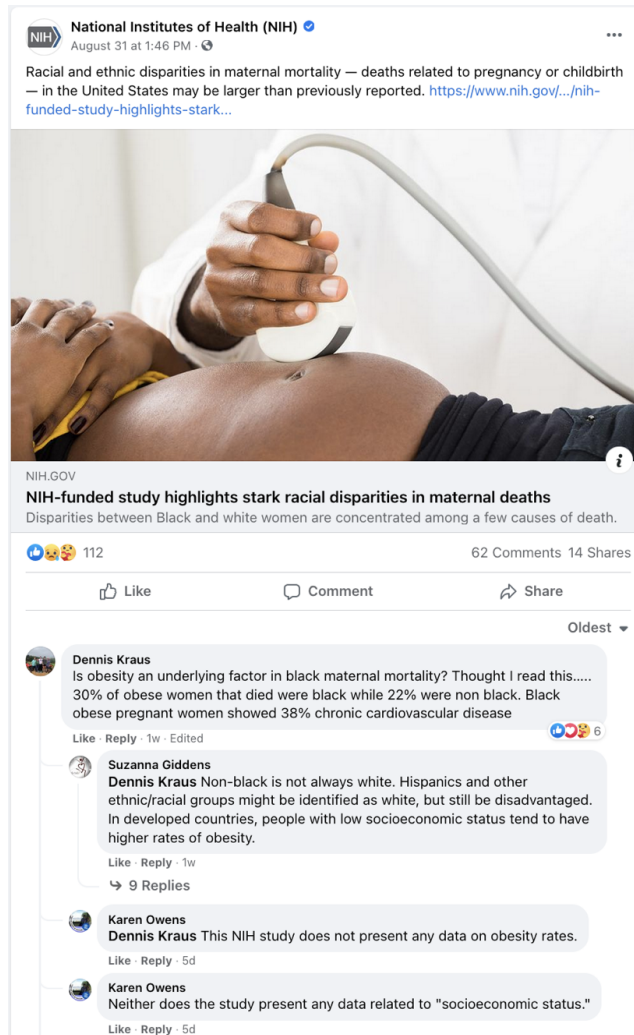 NIH
National Institutes of Health (NIH)
August 31 at 1:46 PM ·
Racial and ethnic disparities in maternal mortality — deaths related to pregnancy or childbirth
— in the United States may be larger than previously reported. https://www.nih.gov/.../nih-
funded-study-highlights-stark...
NIH.GOV
NIH-funded study highlights stark racial disparities in maternal deaths
Disparities between Black and white women are concentrated among a few causes of death.
112
62 Comments 14 Shares
Like Comment Share
Oldest
Dennis Kraus
Is obesity an underlying factor in black maternal mortality? Thought I read this.....
30% of obese women that died were black while 22% were non black. Black
obese pregnant women showed 38% chronic cardiovascular disease
6
Like · Reply · 1w · Edited
Suzanna Giddens
Dennis Kraus Non-black is not always white. Hispanics and other
ethnic/racial groups might be identified as white, but still be disadvantaged.
In developed countries, people with low socioeconomic status tend to have
higher rates of obesity.
Like · Reply · 1w
9 Replies
Karen Owens
Dennis Kraus This NIH study does not present any data on obesity rates.
Like · Reply · 5d
Karen Owens
Neither does the study present any data related to "socioeconomic status."
Like · Reply · 5d